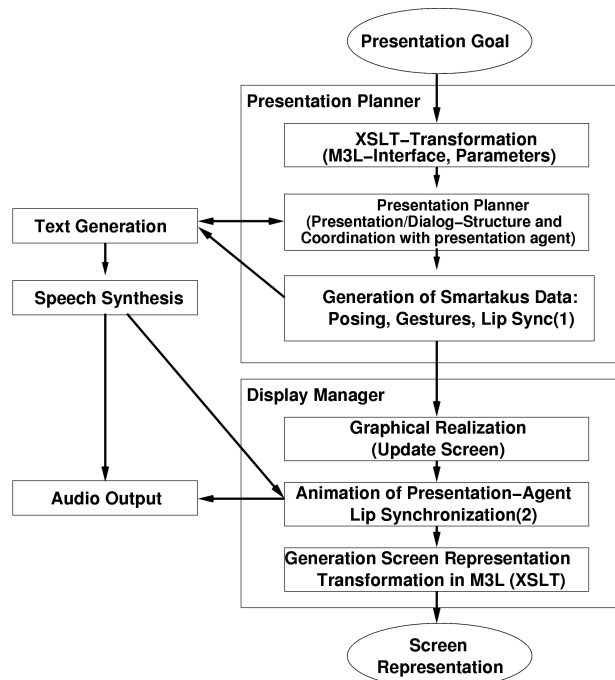 Presentation Goal
Presentation Planner
XSLT−Transformation
(M3L−Interface, Parameters)
Presentation Planner
(Presentation/Dialog−Structure and
Coordination with presentation agent)
Text Generation
Generation of Smartakus Data:
Posing, Gestures, Lip Sync(1)
Speech Synthesis
Display Manager
Graphical Realization
(Update Screen)
Animation of Presentation−Agent
Lip Synchronization(2)
Audio Output
Generation Screen Representation
Transformation in M3L (XSLT)
Screen
Representation